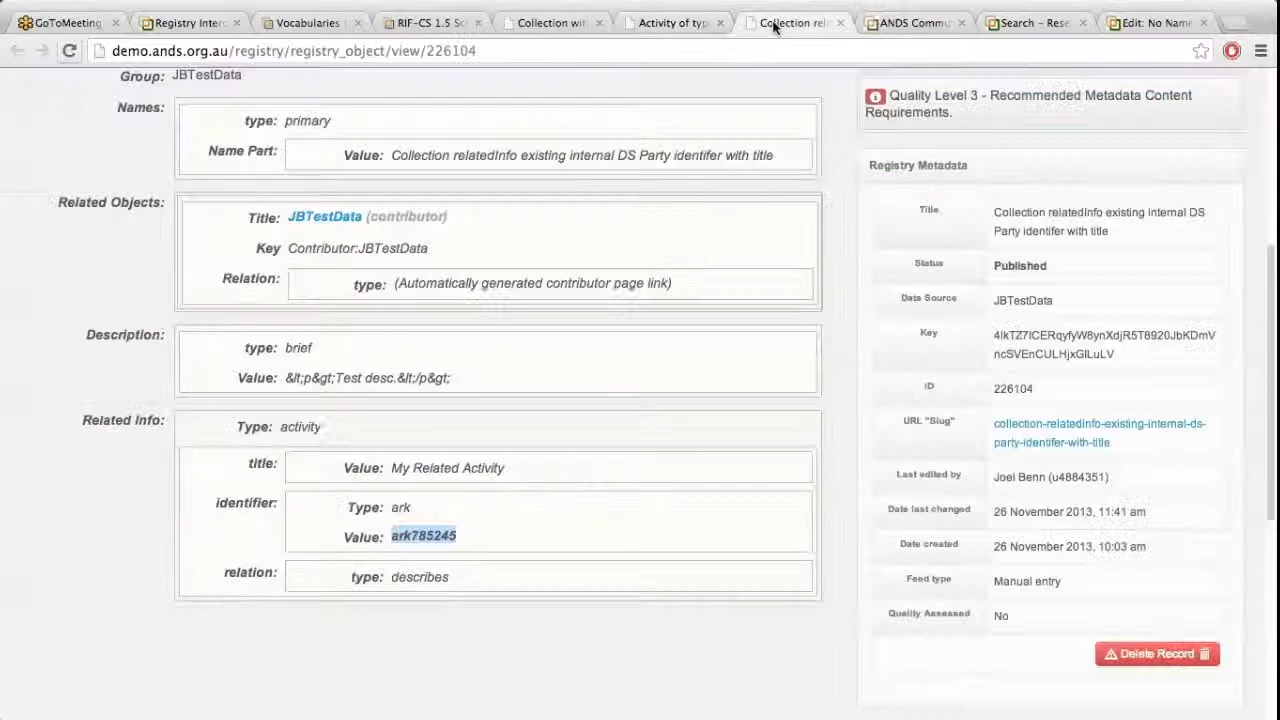 GoToMeeting
Registry Inter
Vocabularies
RIF-CS 1.5 Sc
Collection wit
Activity of typ
Collection rela
ANDS Commu
Search – Rese
Edit: No Name
demo.ands.org.au/registry/registry_object/view/226104
Group: JBTestData
Names:
type: primary
Name Part: Value: Collection relatedInfo existing internal DS Party identifer with title
Related Objects:
Title: JBTestData (contributor)
Key Contributor:JBTestData
Relation: type: (Automatically generated contributor page link)
Description:
type: brief
Value: &lt;p&gt;Test desc.&lt;/p&gt;
Related Info:
Type: activity
title: Value: My Related Activity
identifier: Type: ark
Value: ark785245
relation: type: describes
Quality Level 3 - Recommended Metadata Content
Requirements.
Registry Metadata
Title Collection relatedInfo existing internal DS
Party identifer with title
Status Published
Data Source JBTestData
Key
ID 226104
URL "Slug" collection-relatedinfo-existing-internal-ds-
party-identifer-with-title
Last edited by Joel Benn (u4884351)
Date last changed 26 November 2013, 11:41 am
Date created 26 November 2013, 10:03 am
Feed type Manual entry
Quality Assessed No
Delete Record